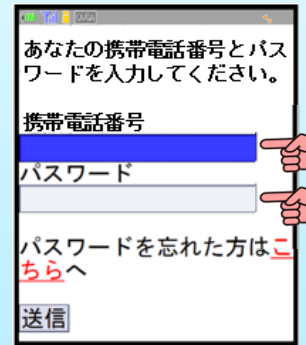 あなたの携帯電話番号とパス
ワードを入力してください。
携帯電話番号
パスワード
パスワードを忘れた方はこ
ちらへ
送信